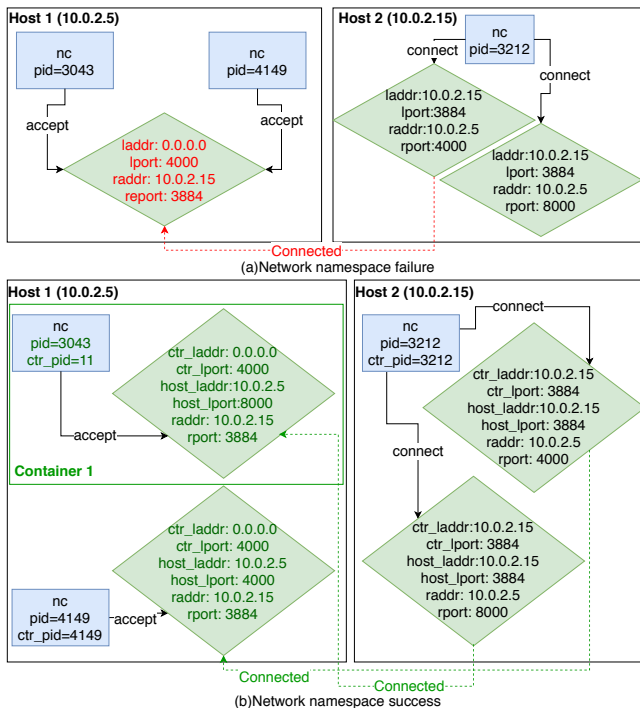 Host 1 (10.0.2.5)
nc
pid=3043
nc
pid=4149
accept
accept
laddr: 0.0.0.0
lport: 4000
raddr: 10.0.2.15
report: 3884
Host 2 (10.0.2.15)
nc
pid=3212
connect
connect
laddr:10.0.2.15
lport:3884
raddr:10.0.2.5
rport:4000
laddr:10.0.2.15
lport: 3884
raddr: 10.0.2.5
rport: 8000
Connected
(a)Network namespace failure
Host 1 (10.0.2.5)
nc
pid=3043
ctr_pid=11
accept
ctr_laddr: 0.0.0.0
ctr_lport: 4000
host_laddr:10.0.2.5
host_lport:8000
raddr: 10.0.2.15
rport: 3884
Container 1
nc
pid=4149
ctr_pid=4149
accept
ctr_laddr: 0.0.0.0
ctr_lport: 4000
host_laddr: 10.0.2.5
host_lport: 4000
raddr: 10.0.2.15
rport: 3884
Host 2 (10.0.2.15)
nc
pid=3212
ctr_pid=3212
connect
connect
ctr_laddr:10.0.2.15
ctr_lport: 3884
host_laddr:10.0.2.15
host_lport: 3884
raddr: 10.0.2.5
rport: 4000
ctr_laddr:10.0.2.15
ctr_lport: 3884
host_laddr:10.0.2.15
host_lport: 3884
raddr: 10.0.2.5
rport: 8000
Connected
Connected
(b)Network namespace success